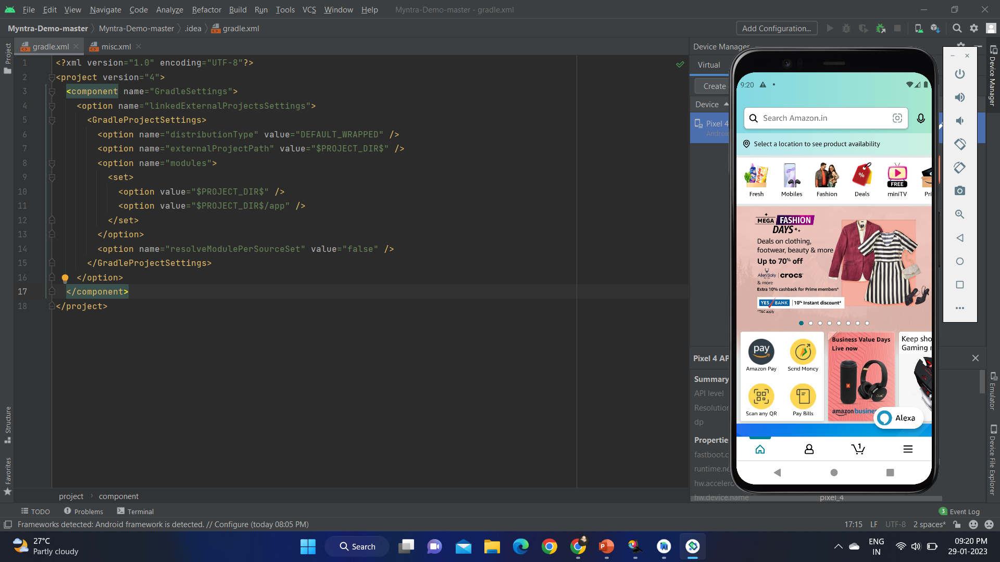 File Edit View Navigate Code Analyze Refactor Build Run Tools VCS Window Help Myntra-Demo-master - gradle.xml
Myntra-Demo-master Myntra-Demo-master .idea gradle.xml Add Configuration...
Project
gradle.xml misc.xml
1 <?xml version="1.0" encoding="UTF-8"?>
2 <project version="4">
3 <component name="GradleSettings">
4 <option name="linkedExternalProjectsSettings">
5 <GradleProjectSettings>
6 <option name="distributionType" value="DEFAULT_WRAPPED" />
7 <option name="externalProjectPath" value="$PROJECT_DIR$" />
8 <option name="modules">
9 <set>
10 <option value="$PROJECT_DIR$" />
11 <option value="$PROJECT_DIR$/app" />
12 </set>
13 </option>
14 <option name="resolveModulePerSourceSet" value="false" />
15 </GradleProjectSettings>
16 </option>
17 </component>
18 </project>
Structure
Favorites
project component
Device Manager
Virtual
Create
Device
Pixel 4
Android
Pixel 4 AP
Summary
API level
Resolution
dp
Propertie
fastboot.c
runtime.ne
hw.accelero
hw.device.name pixel_4
9:20
Search Amazon.in
Select a location to see product availability
FREE
Fresh Mobiles Fashion Deals miniTV Pri
MEGA FASHION
DAYS
Deals on clothing,
footwear, beauty & more
Up to 70% off
Allen Solly crocs
& more
Extra 10% cashback for Prime members*
YES BANK 10% Instant discount*
*T&C apply
pay
Amazon Pay Send Money
Scan any QR Pay Bills
Business Value Days
Live now
JBL
boAt
amazon busine
Keep sho
Gaming r
Alexa
1
Device Manager
Emulator
Device File Explorer
TODO Problems Terminal 3 Event Log
Frameworks detected: Android framework is detected. // Configure (today 08:05 PM) 17:15 LF UTF-8 2 spaces*
27°C
Partly cloudy
Search
ENG
IN
09:20 PM
29-01-2023